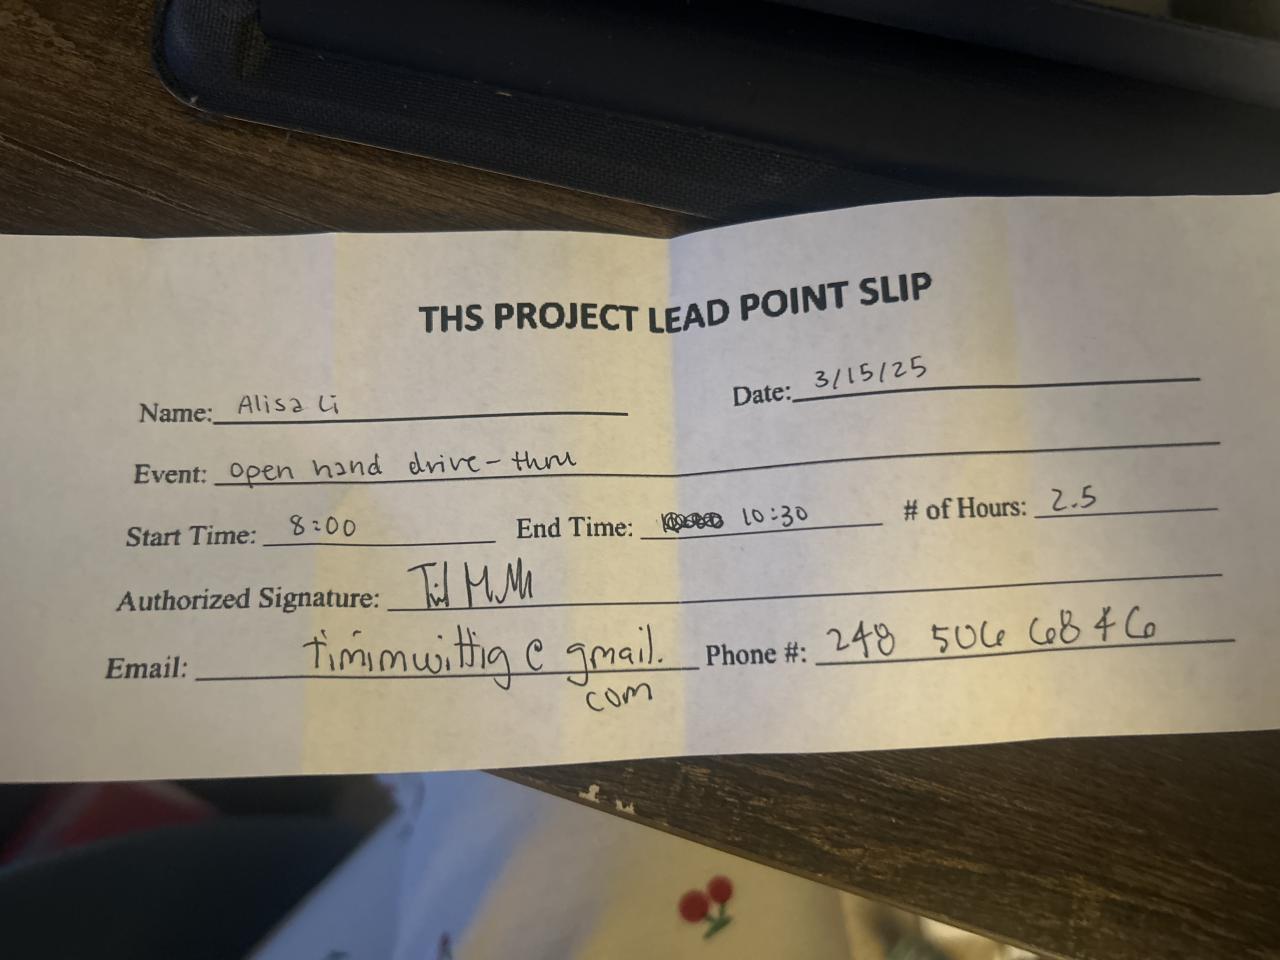 THS PROJECT LEAD POINT SLIP
Name: Alisa Li Date: 3/15/25
Event: open hand drive-thru
Start Time: 8:00 End Time: 10:30 # of Hours: 2.5
Authorized Signature:
Email: timimwittig@gmail. Phone #: 248 506 6846
com